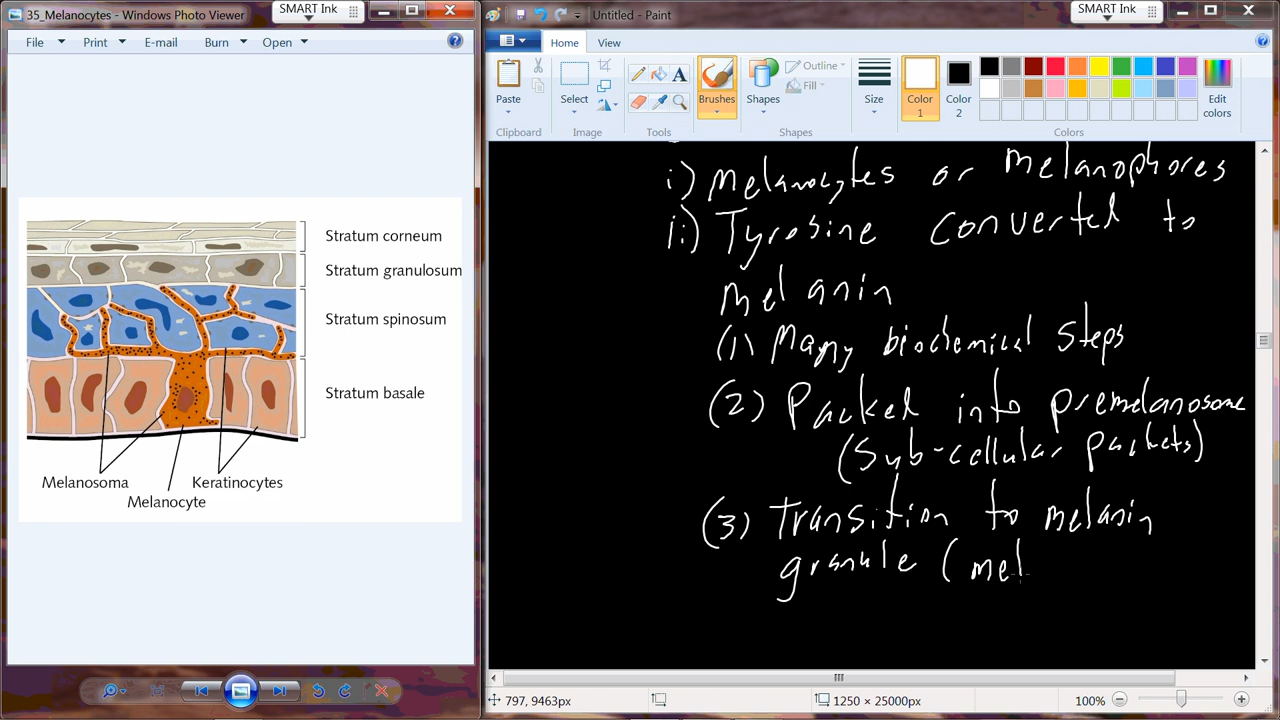 35_Melanocytes - Windows Photo Viewer
SMART Ink
File Print E-mail Burn Open
Stratum corneum
Stratum granulosum
Stratum spinosum
Stratum basale
Melanosoma
Keratinocytes
Melanocyte
Untitled - Paint
SMART Ink
Home View
Paste
Select
Brushes
Shapes
Outline
Fill
Size
Color 1
Color 2
Edit colors
Clipboard Image Tools Shapes Colors
i) Melanocytes or melanophores
ii) Tyrosine converted to
melanin
(1) Many biochemical steps
(2) Packed into premelanosome
(Sub-cellular packets)
(3) Transition to melanin
granule (mel
797, 9463px
1250 × 25000px
100%